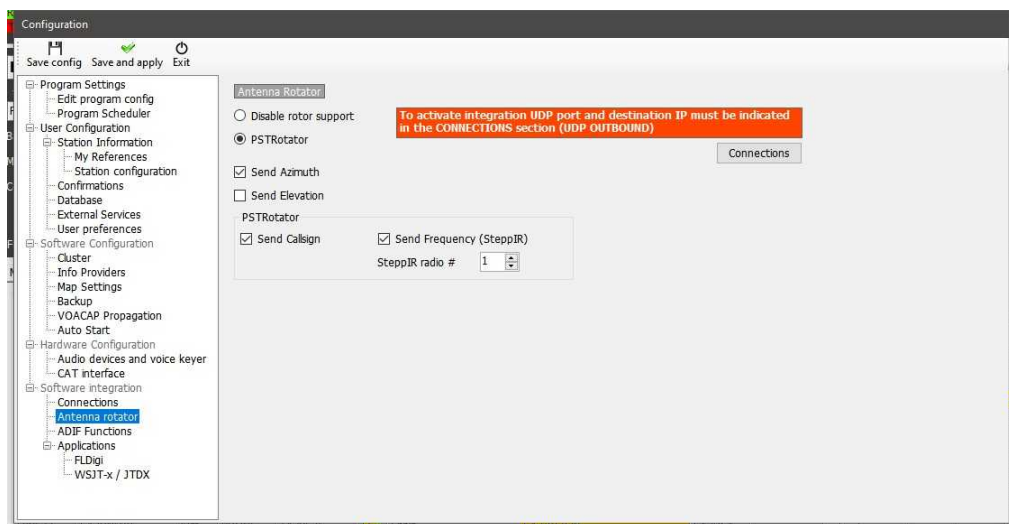 Configuration
Save config Save and apply Exit
Program Settings
Edit program config
Program Scheduler
User Configuration
Station Information
My References
Station configuration
Confirmations
Database
External Services
User preferences
Software Configuration
Cluster
Info Providers
Map Settings
Backup
VOACAP Propagation
Auto Start
Hardware Configuration
Audio devices and voice keyer
CAT interface
Software integration
Connections
Antenna rotator
ADIF Functions
Applications
FLDigi
WSJT-x / JTDX
Antenna Rotator
Disable rotor support
PSTRotator
To activate integration UDP port and destination IP must be indicated
in the CONNECTIONS section (UDP OUTBOUND)
Connections
Send Azimuth
Send Elevation
PSTRotator
Send Callsign
Send Frequency (SteppIR)
SteppIR radio # 1